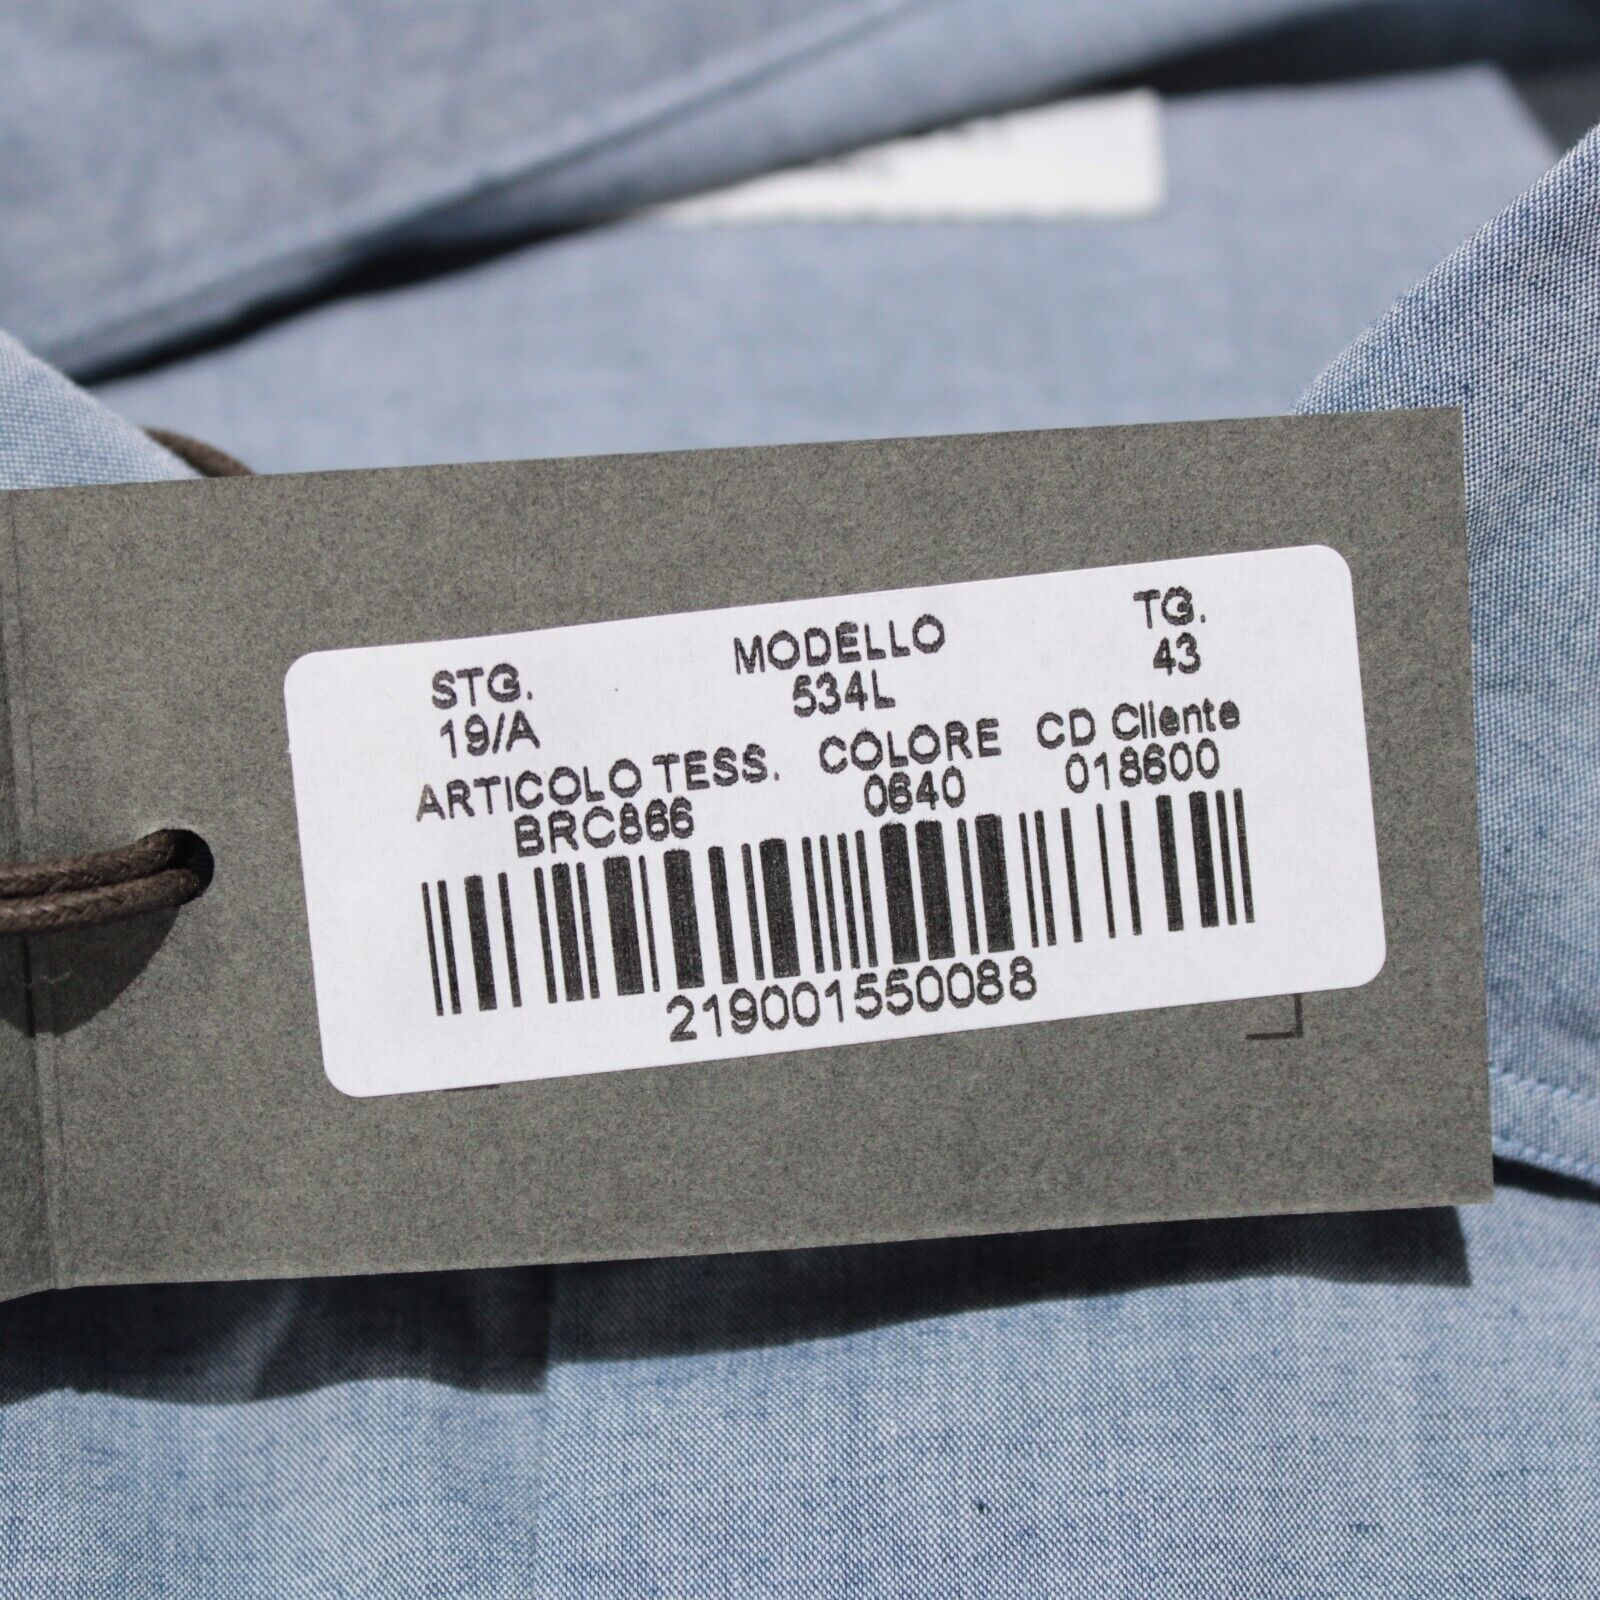 STG. MODELLO TG.
19/A 534L 43
ARTICOLO TESS. COLORE CD Cliente
BRC866 0640 018600
219001550088